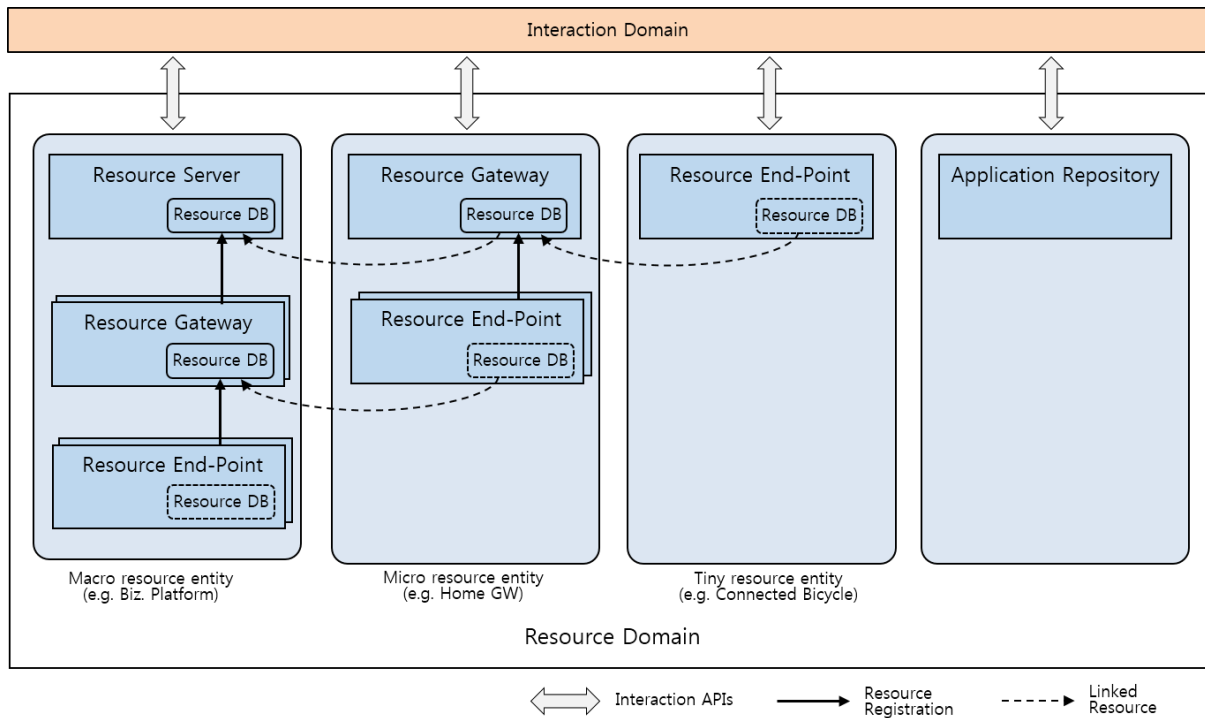 Interaction Domain
Resource Server
Resource DB
Resource Gateway
Resource DB
Resource End-Point
Resource DB
Macro resource entity
(e.g. Biz. Platform)
Resource Gateway
Resource DB
Resource End-Point
Resource DB
Micro resource entity
(e.g. Home GW)
Resource End-Point
Resource DB
Tiny resource entity
(e.g. Connected Bicycle)
Application Repository
Resource Domain
Interaction APIs
Resource
Registration
Linked
Resource